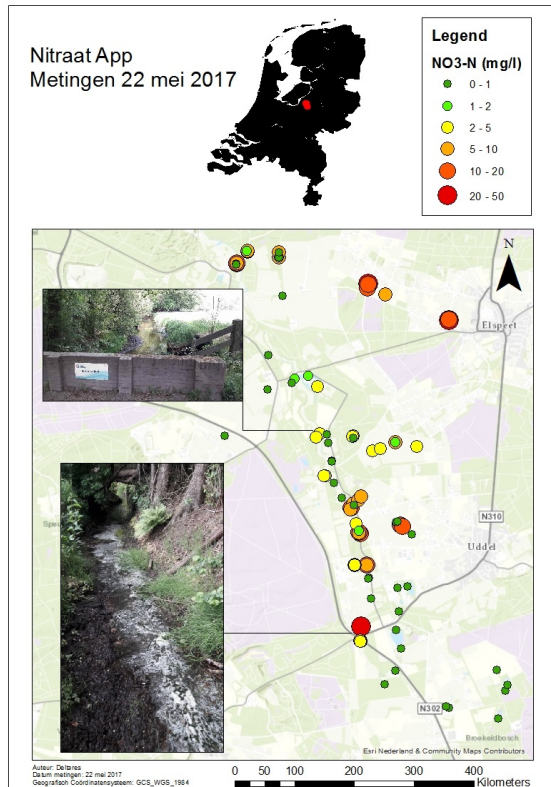 Nitraat App
Metingen 22 mei 2017
Legend
NO3-N (mg/l)
0 - 1
1 - 2
2 - 5
5 - 10
10 - 20
20 - 50
N
Elspeet
N310
Uddel
N302
Broekeldbosch
Esri Nederland & Community Maps Contributors
Auteur: Deltares
Datum metingen: 22 mei 2017
Geografisch Coördinatensysteem: GCS_WGS_1984
0 50 100 200 300 400
Kilometers